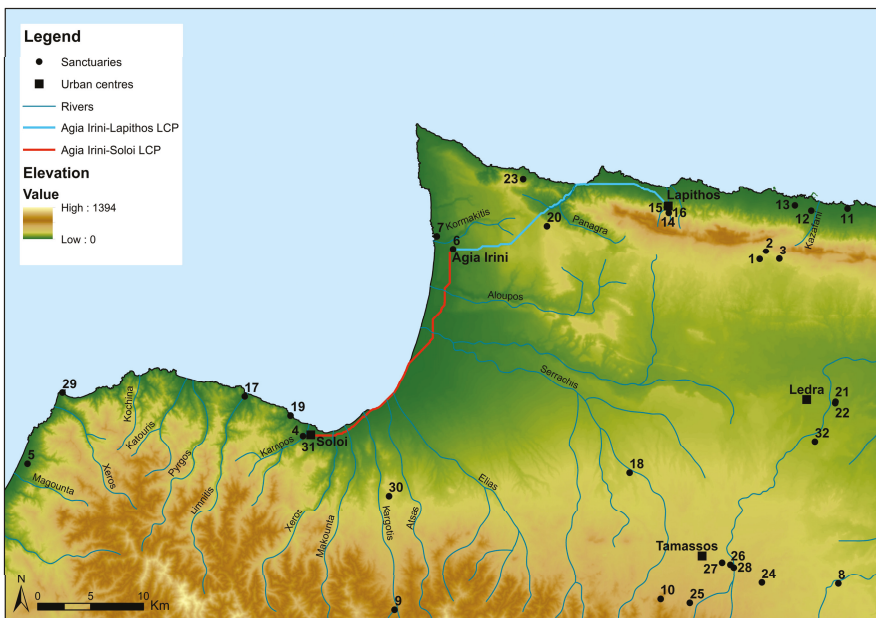 Legend
Sanctuaries
Urban centres
Rivers
Agia Irini-Lapithos LCP
Agia Irini-Soloi LCP
Elevation
Value
High : 1394
Low : 0
23
Lapithos
15
16
14
13
12
11
Kazafani
Kormakitis
7
6
20
Panagra
Agia Irini
2
1
3
Aloupos
Serrachis
29
17
Kochina
19
Katouris
4
31
Soloi
Kampos
Ledra
21
22
32
5
Magounta
Xeros
Pyrgos
Limnitis
18
30
Elias
Xeros
Makounta
Kargotis
Atsas
Tamassos
27
26
28
24
8
10
25
9
N
0 5 10
Km